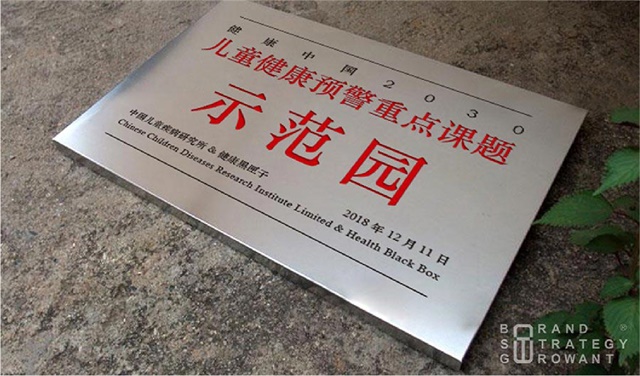 健康中国2030
儿童健康预警重点课题
示范园
中国儿童疾病研究所 & 健康黑匣子
Chinese Children Diseases Research Institute Limited & Health Black Box
2018年12月11日
BRAND
STRATEGY
GROWANT
®